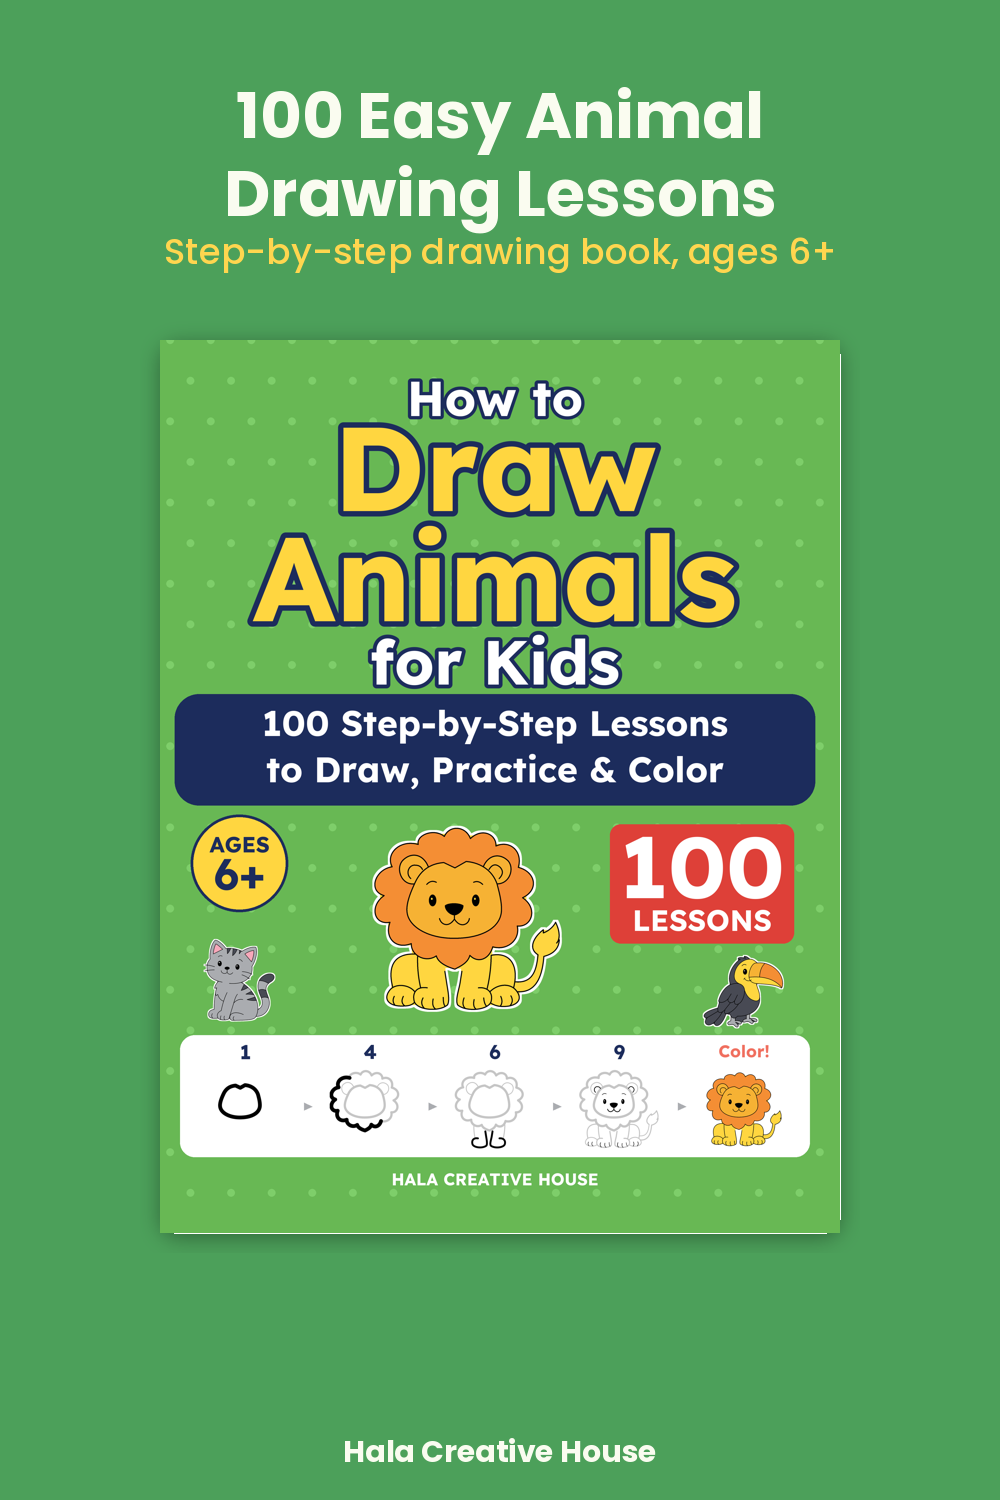 100 Easy Animal
Drawing Lessons
Step-by-step drawing book, ages 6+
How to
Draw
Animals
for Kids
100 Step-by-Step Lessons
to Draw, Practice & Color
AGES
6+
100
LESSONS
1 4 6 9 Color!
HALA CREATIVE HOUSE
Hala Creative House